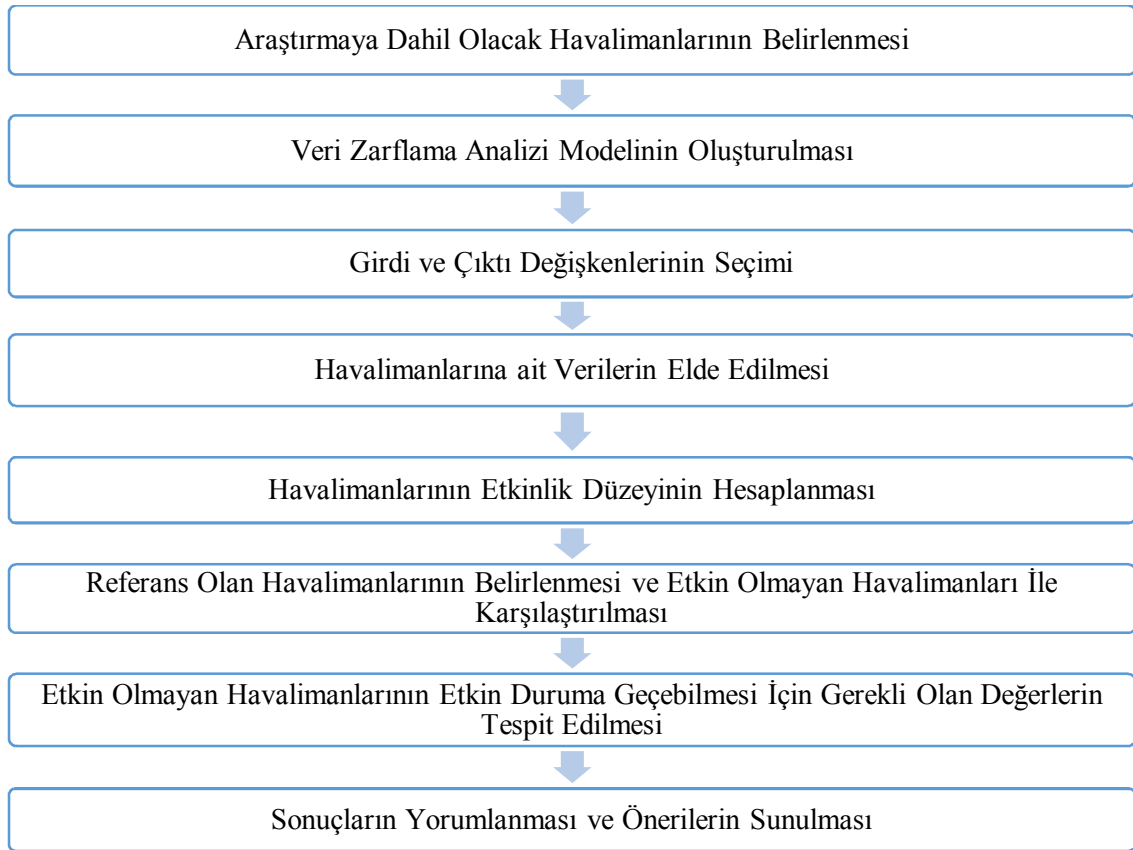 Araştırmaya Dahil Olacak Havalimanlarının Belirlenmesi
Veri Zarflama Analizi Modelinin Oluşturulması
Girdi ve Çıktı Değişkenlerinin Seçimi
Havalimanlarına ait Verilerin Elde Edilmesi
Havalimanlarının Etkinlik Düzeyinin Hesaplanması
Referans Olan Havalimanlarının Belirlenmesi ve Etkin Olmayan Havalimanları İle
Karşılaştırılması
Etkin Olmayan Havalimanlarının Etkin Duruma Geçebilmesi İçin Gerekli Olan Değerlerin
Tespit Edilmesi
Sonuçların Yorumlanması ve Önerilerin Sunulması